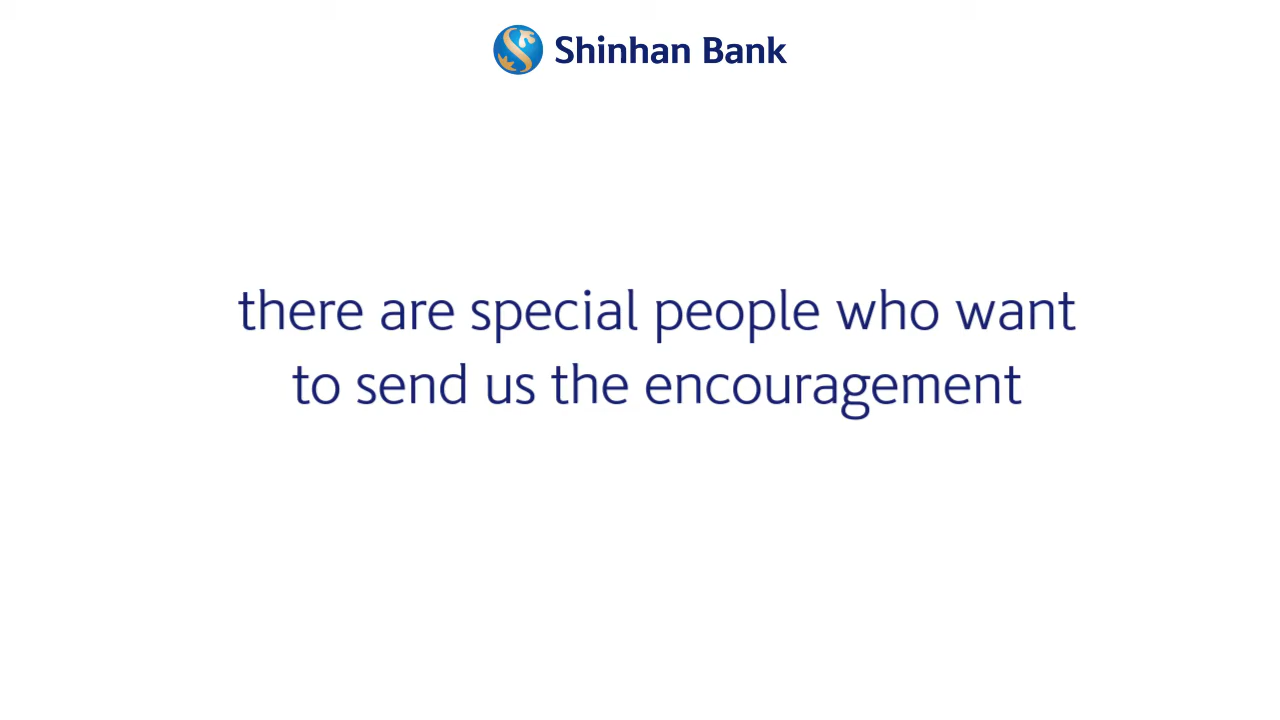 Shinhan Bank
there are special people who want
to send us the encouragement